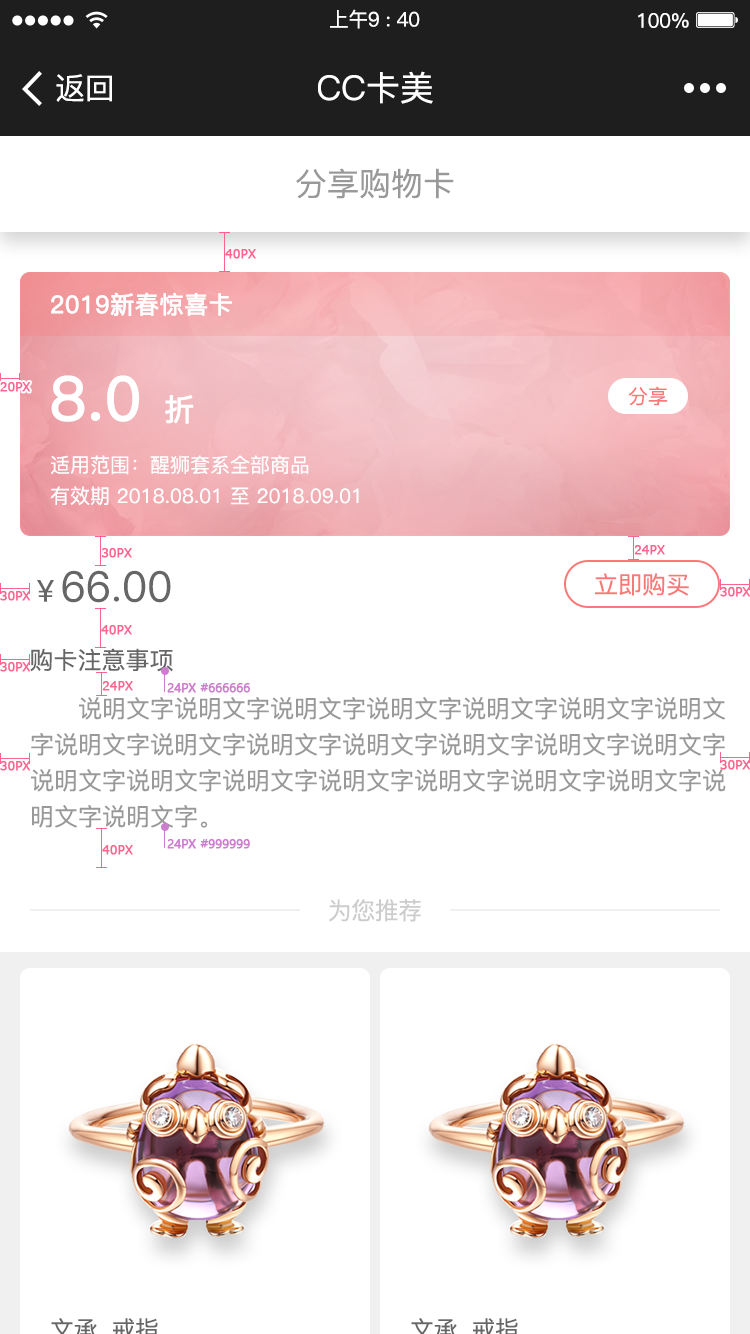 上午9 : 40
100%
返回
CC卡美
分享购物卡
40PX
2019新春惊喜卡
20PX
8.0 折
分享
适用范围：醒狮套系全部商品
有效期 2018.08.01 至 2018.09.01
30PX
24PX
30PX
¥ 66.00
立即购买
30PX
40PX
30PX
购卡注意事项
24PX
24PX #666666
说明文字说明文字说明文字说明文字说明文字说明文字说明文
字说明文字说明文字说明文字说明文字说明文字说明文字说明文字
30PX
30PX
说明文字说明文字说明文字说明文字说明文字说明文字说明文字说
明文字说明文字。
24PX #999999
40PX
为您推荐
文承 戒指
文承 戒指